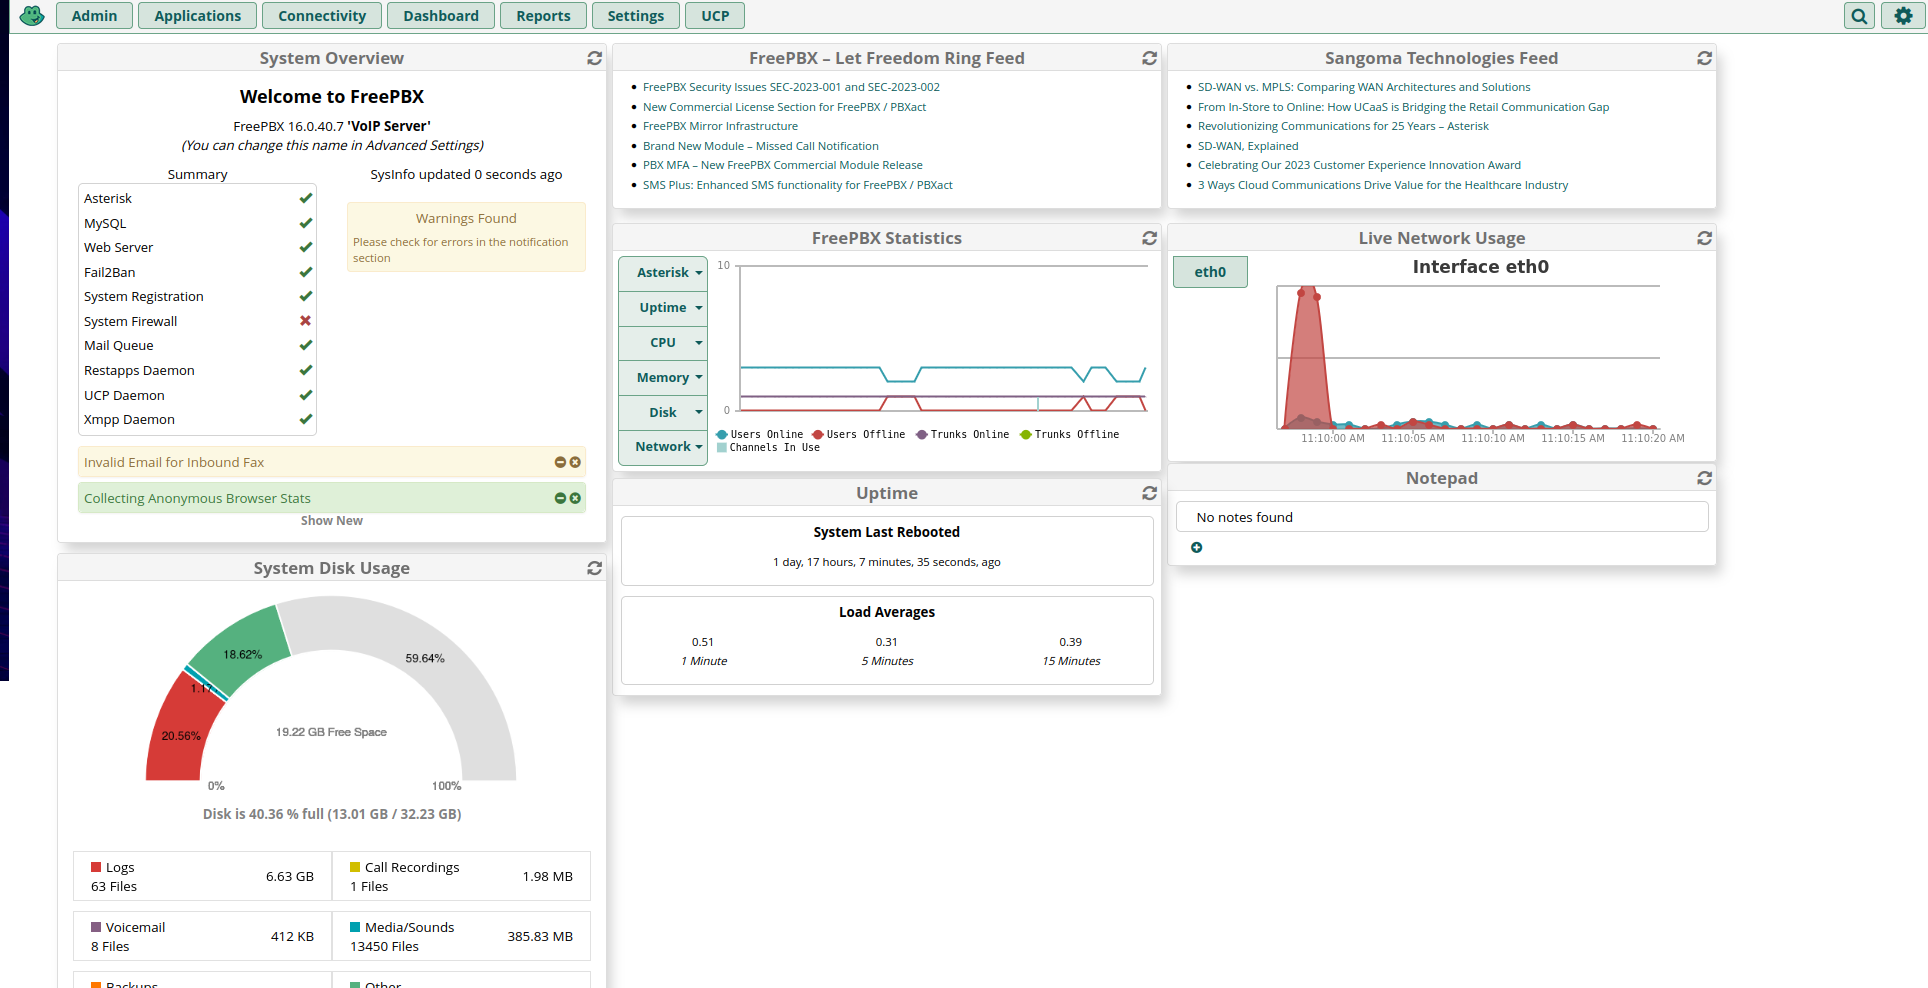 Admin
Applications
Connectivity
Dashboard
Reports
Settings
UCP
System Overview
Welcome to FreePBX
FreePBX 16.0.40.7 'VoIP Server'
(You can change this name in Advanced Settings)
Summary
Asterisk
MySQL
Web Server
Fail2Ban
System Registration
System Firewall
Mail Queue
Restapps Daemon
UCP Daemon
Xmpp Daemon
SysInfo updated 0 seconds ago
Warnings Found
Please check for errors in the notification
section
Invalid Email for Inbound Fax
Collecting Anonymous Browser Stats
Show New
System Disk Usage
18.62%
59.64%
20.56%
19.22 GB Free Space
0%
100%
Disk is 40.36 % full (13.01 GB / 32.23 GB)
Logs
63 Files
6.63 GB
Call Recordings
1 Files
1.98 MB
Voicemail
8 Files
412 KB
Media/Sounds
13450 Files
385.83 MB
Backups
Other
FreePBX – Let Freedom Ring Feed
FreePBX Security Issues SEC-2023-001 and SEC-2023-002
New Commercial License Section for FreePBX / PBXact
FreePBX Mirror Infrastructure
Brand New Module – Missed Call Notification
PBX MFA – New FreePBX Commercial Module Release
SMS Plus: Enhanced SMS functionality for FreePBX / PBXact
FreePBX Statistics
Asterisk
Uptime
CPU
Memory
Disk
Network
10
0
Users Online
Users Offline
Trunks Online
Trunks Offline
Channels In Use
Uptime
System Last Rebooted
1 day, 17 hours, 7 minutes, 35 seconds, ago
Load Averages
0.51
0.31
0.39
1 Minute
5 Minutes
15 Minutes
Sangoma Technologies Feed
SD-WAN vs. MPLS: Comparing WAN Architectures and Solutions
From In-Store to Online: How UCaaS is Bridging the Retail Communication Gap
Revolutionizing Communications for 25 Years – Asterisk
SD-WAN, Explained
Celebrating Our 2023 Customer Experience Innovation Award
3 Ways Cloud Communications Drive Value for the Healthcare Industry
Live Network Usage
eth0
Interface eth0
11:10:00 AM
11:10:05 AM
11:10:10 AM
11:10:15 AM
11:10:20 AM
Notepad
No notes found